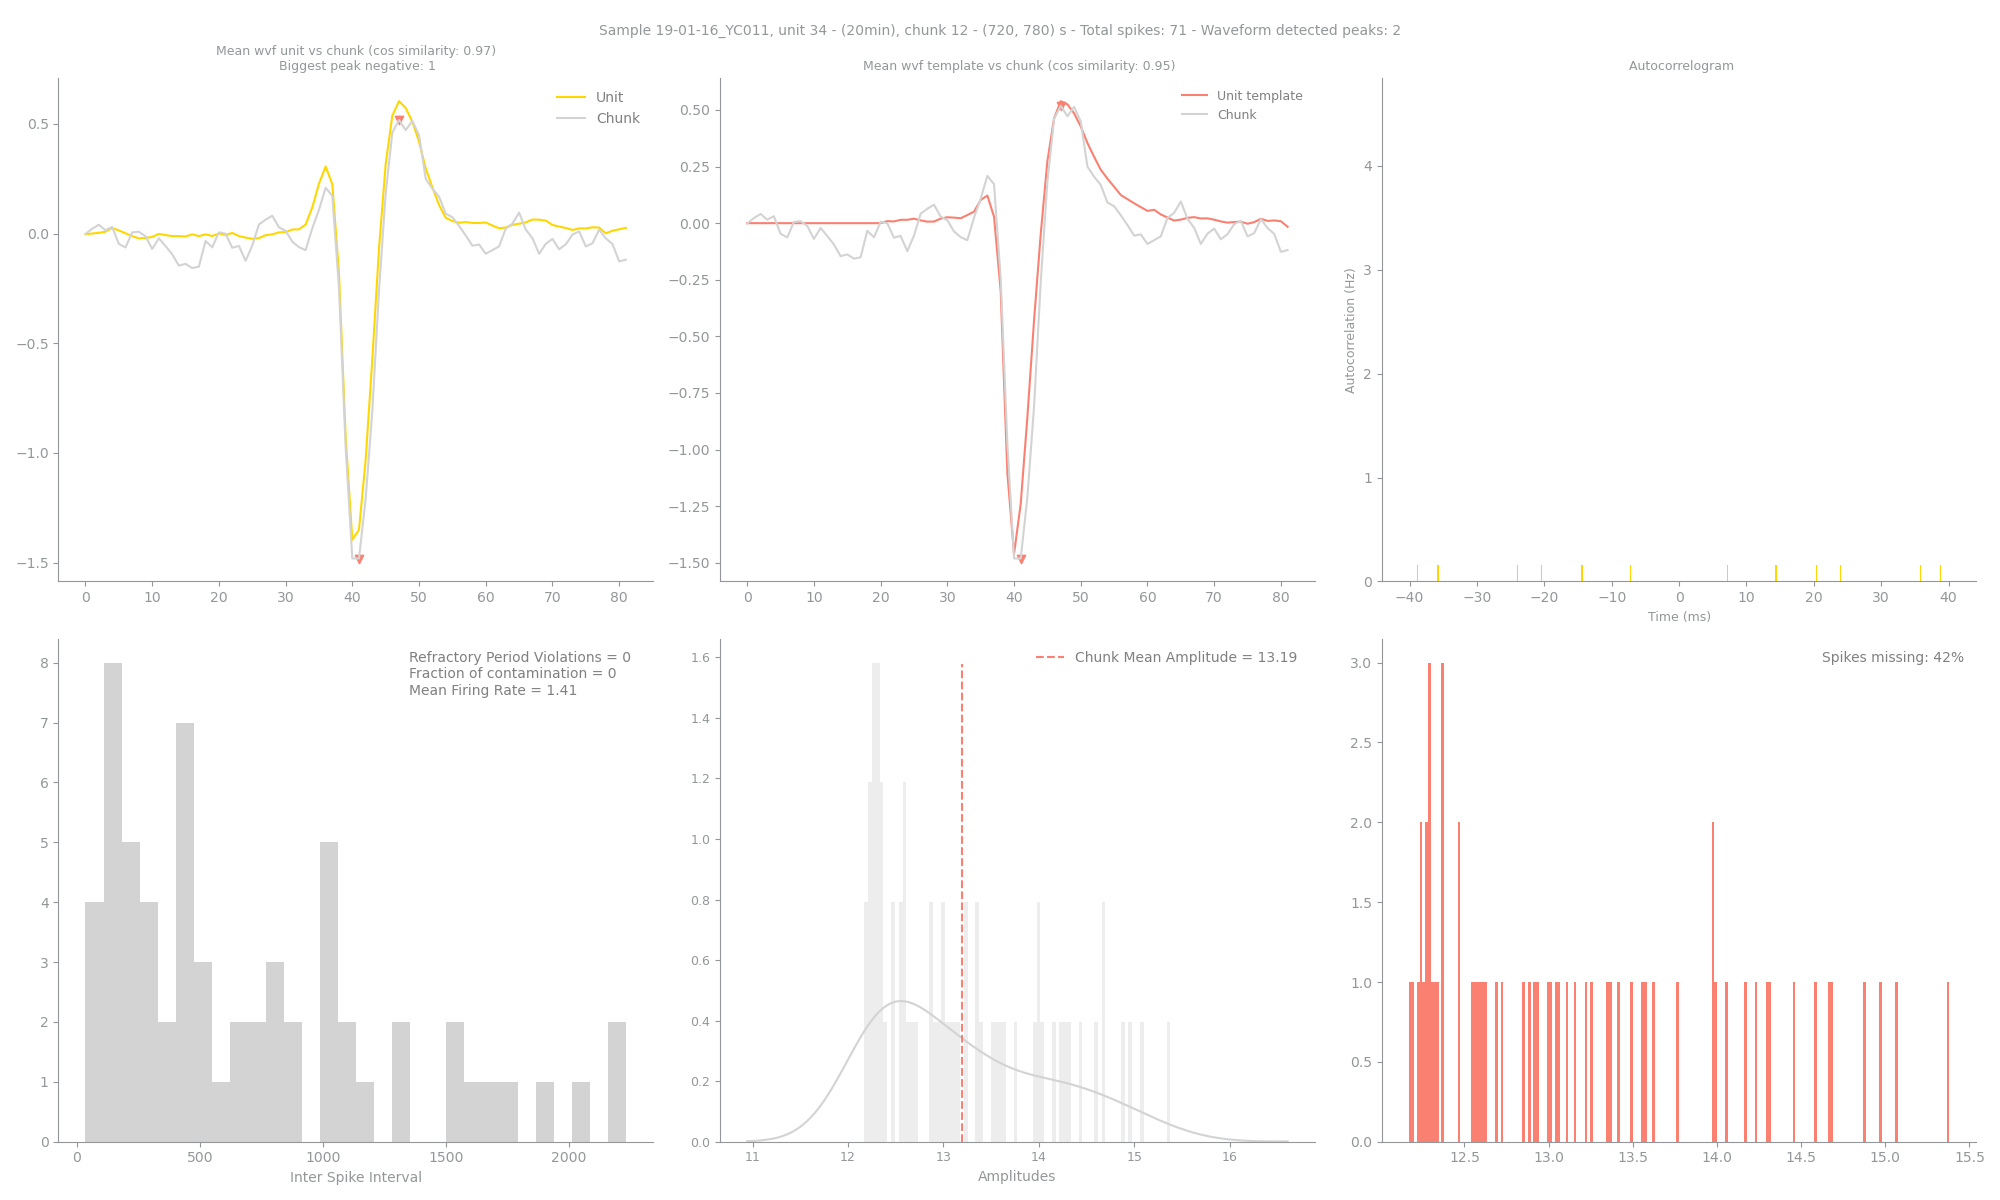 Sample 19-01-16_YC011, unit 34 - (20min), chunk 12 - (720, 780) s - Total spikes: 71 - Waveform detected peaks: 2
Mean wvf unit vs chunk (cos similarity: 0.97)
Biggest peak negative: 1
Unit
Chunk
0.5
0.0
−0.5
−1.0
−1.5
0 10 20 30 40 50 60 70 80
Mean wvf template vs chunk (cos similarity: 0.95)
Unit template
Chunk
0.50
0.25
0.00
−0.25
−0.50
−0.75
−1.00
−1.25
−1.50
0 10 20 30 40 50 60 70 80
Autocorrelogram
Autocorrelation (Hz)
4
3
2
1
0
−40 −30 −20 −10 0 10 20 30 40
Time (ms)
Refractory Period Violations = 0
Fraction of contamination = 0
Mean Firing Rate = 1.41
8
7
6
5
4
3
2
1
0
0 500 1000 1500 2000
Inter Spike Interval
Chunk Mean Amplitude = 13.19
1.6
1.4
1.2
1.0
0.8
0.6
0.4
0.2
0.0
11 12 13 14 15 16
Amplitudes
Spikes missing: 42%
3.0
2.5
2.0
1.5
1.0
0.5
0.0
12.5 13.0 13.5 14.0 14.5 15.0 15.5